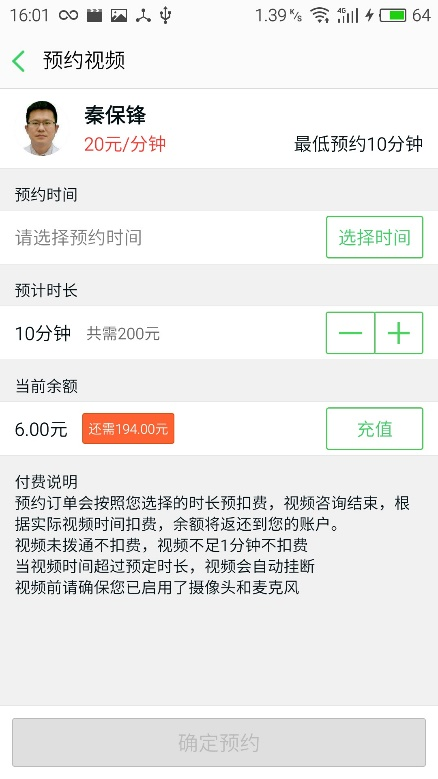 16:01 1.39 K/s 4G 64
预约视频
秦保锋
20元/分钟 最低预约10分钟
预约时间
请选择预约时间 选择时间
预计时长
10分钟 共需200元
当前余额
6.00元 还需194.00元 充值
付费说明
预约订单会按照您选择的时长预扣费，视频咨询结束，根
据实际视频时间扣费，余额将返还到您的账户。
视频未拨通不扣费，视频不足1分钟不扣费
当视频时间超过预定时长，视频会自动挂断
视频前请确保您已启用了摄像头和麦克风
确定预约